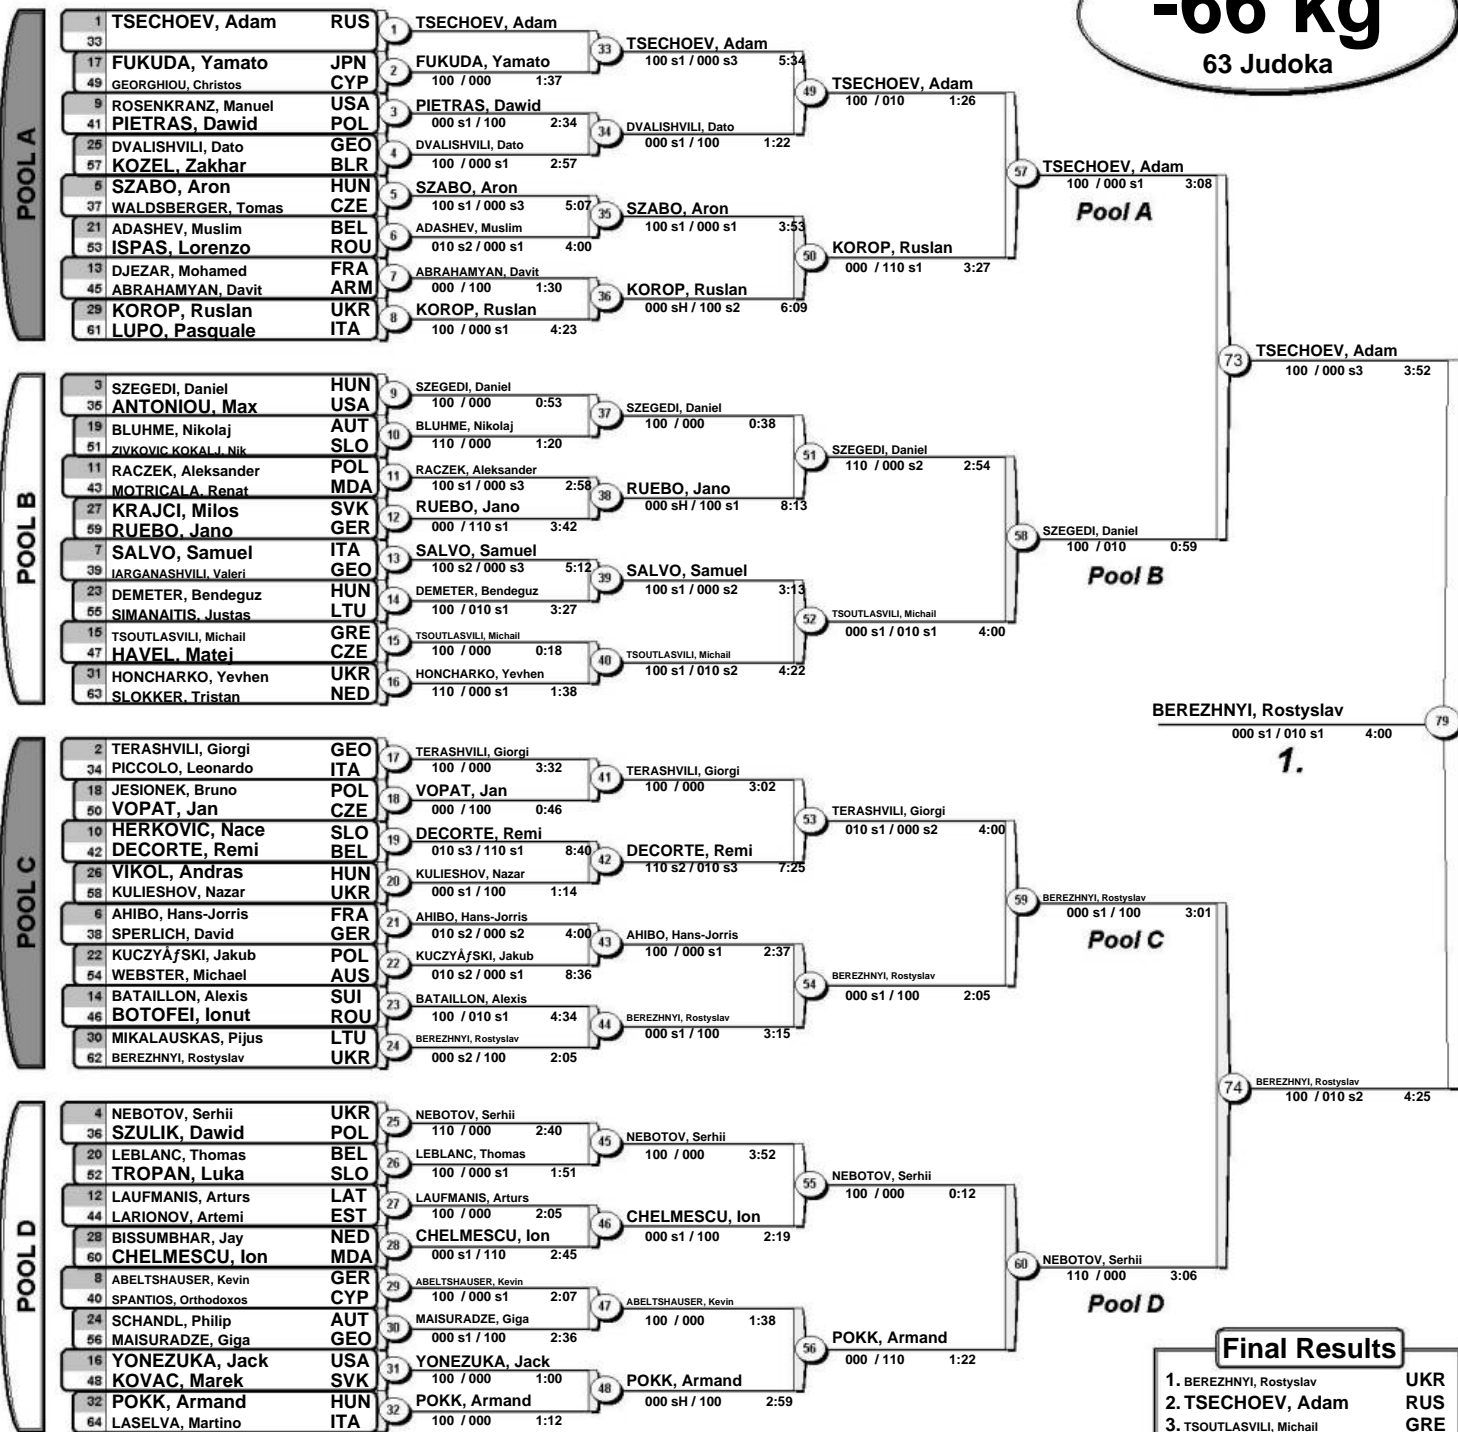 -66 kg
63 Judoka
POOL A
1 TSECHOEV, Adam RUS
33
17 FUKUDA, Yamato JPN
49 GEORGHIOU, Christos CYP
9 ROSENKRANZ, Manuel USA
41 PIETRAS, Dawid POL
25 DVALISHVILI, Dato GEO
57 KOZEL, Zakhar BLR
5 SZABO, Aron HUN
37 WALDSBERGER, Tomas CZE
21 ADASHEV, Muslim BEL
53 ISPAS, Lorenzo ROU
13 DJEZAR, Mohamed FRA
45 ABRAHAMYAN, Davit ARM
29 KOROP, Ruslan UKR
61 LUPO, Pasquale ITA
1 TSECHOEV, Adam
2 FUKUDA, Yamato
100 / 000 1:37
3 PIETRAS, Dawid
000 s1 / 100 2:34
4 DVALISHVILI, Dato
100 / 000 s1 2:57
5 SZABO, Aron
100 s1 / 000 s3 5:07
6 ADASHEV, Muslim
010 s2 / 000 s1 4:00
7 ABRAHAMYAN, Davit
000 / 100 1:30
8 KOROP, Ruslan
100 / 000 s1 4:23
33 TSECHOEV, Adam
100 s1 / 000 s3 5:34
34 DVALISHVILI, Dato
000 s1 / 100 1:22
35 SZABO, Aron
100 s1 / 000 s1 3:53
36 KOROP, Ruslan
000 sH / 100 s2 6:09
49 TSECHOEV, Adam
100 / 010 1:26
50 KOROP, Ruslan
000 / 110 s1 3:27
57 TSECHOEV, Adam
100 / 000 s1 3:08
Pool A
POOL B
3 SZEGEDI, Daniel HUN
35 ANTONIOU, Max USA
19 BLUHME, Nikolaj AUT
51 ZIVKOVIC KOKALJ, Nik SLO
11 RACZEK, Aleksander POL
43 MOTRICALA, Renat MDA
27 KRAJCI, Milos SVK
59 RUEBO, Jano GER
7 SALVO, Samuel ITA
39 IARGANASHVILI, Valeri GEO
23 DEMETER, Bendeguz HUN
55 SIMANAITIS, Justas LTU
15 TSOUTLASVILI, Michail GRE
47 HAVEL, Matej CZE
31 HONCHARKO, Yevhen UKR
63 SLOKKER, Tristan NED
9 SZEGEDI, Daniel
100 / 000 0:53
10 BLUHME, Nikolaj
110 / 000 1:20
11 RACZEK, Aleksander
100 s1 / 000 s3 2:58
12 RUEBO, Jano
000 / 110 s1 3:42
13 SALVO, Samuel
100 s2 / 000 s3 5:12
14 DEMETER, Bendeguz
100 / 010 s1 3:27
15 TSOUTLASVILI, Michail
100 / 000 0:18
16 HONCHARKO, Yevhen
110 / 000 s1 1:38
37 SZEGEDI, Daniel
100 / 000 0:38
38 RUEBO, Jano
000 sH / 100 s1 8:13
39 SALVO, Samuel
100 s1 / 000 s2 3:13
40 TSOUTLASVILI, Michail
100 s1 / 010 s2 4:22
51 SZEGEDI, Daniel
110 / 000 s2 2:54
52 TSOUTLASVILI, Michail
000 s1 / 010 s1 4:00
58 SZEGEDI, Daniel
100 / 010 0:59
Pool B
73 TSECHOEV, Adam
100 / 000 s3 3:52
BEREZHNYI, Rostyslav 79
000 s1 / 010 s1 4:00
1.
POOL C
2 TERASHVILI, Giorgi GEO
34 PICCOLO, Leonardo ITA
18 JESIONEK, Bruno POL
50 VOPAT, Jan CZE
10 HERKOVIC, Nace SLO
42 DECORTE, Remi BEL
26 VIKOL, Andras HUN
58 KULIESHOV, Nazar UKR
6 AHIBO, Hans-Jorris FRA
38 SPERLICH, David GER
22 KUCZYÅƒSKI, Jakub POL
54 WEBSTER, Michael AUS
14 BATAILLON, Alexis SUI
46 BOTOFEI, Ionut ROU
30 MIKALAUSKAS, Pijus LTU
62 BEREZHNYI, Rostyslav UKR
17 TERASHVILI, Giorgi
100 / 000 3:32
18 VOPAT, Jan
000 / 100 0:46
19 DECORTE, Remi
010 s3 / 110 s1 8:40
20 KULIESHOV, Nazar
000 s1 / 100 1:14
21 AHIBO, Hans-Jorris
010 s2 / 000 s2 4:00
22 KUCZYÅƒSKI, Jakub
010 s2 / 000 s1 8:36
23 BATAILLON, Alexis
100 / 010 s1 4:34
24 BEREZHNYI, Rostyslav
000 s2 / 100 2:05
41 TERASHVILI, Giorgi
100 / 000 3:02
42 DECORTE, Remi
110 s2 / 010 s3 7:25
43 AHIBO, Hans-Jorris
100 / 000 s1 2:37
44 BEREZHNYI, Rostyslav
000 s1 / 100 3:15
53 TERASHVILI, Giorgi
010 s1 / 000 s2 4:00
54 BEREZHNYI, Rostyslav
000 s1 / 100 2:05
59 BEREZHNYI, Rostyslav
000 s1 / 100 3:01
Pool C
74 BEREZHNYI, Rostyslav
100 / 010 s2 4:25
POOL D
4 NEBOTOV, Serhii UKR
36 SZULIK, Dawid POL
20 LEBLANC, Thomas BEL
52 TROPAN, Luka SLO
12 LAUFMANIS, Arturs LAT
44 LARIONOV, Artemi EST
28 BISSUMBHAR, Jay NED
60 CHELMESCU, Ion MDA
8 ABELTSHAUSER, Kevin GER
40 SPANTIOS, Orthodoxos CYP
24 SCHANDL, Philip AUT
56 MAISURADZE, Giga GEO
16 YONEZUKA, Jack USA
48 KOVAC, Marek SVK
32 POKK, Armand HUN
64 LASELVA, Martino ITA
25 NEBOTOV, Serhii
110 / 000 2:40
26 LEBLANC, Thomas
100 / 000 s1 1:51
27 LAUFMANIS, Arturs
100 / 000 2:05
28 CHELMESCU, Ion
000 s1 / 110 2:45
29 ABELTSHAUSER, Kevin
100 / 000 s1 2:07
30 MAISURADZE, Giga
000 s1 / 100 2:36
31 YONEZUKA, Jack
100 / 000 1:00
32 POKK, Armand
100 / 000 1:12
45 NEBOTOV, Serhii
100 / 000 3:52
46 CHELMESCU, Ion
000 s1 / 100 2:19
47 ABELTSHAUSER, Kevin
100 / 000 1:38
48 POKK, Armand
000 sH / 100 2:59
55 NEBOTOV, Serhii
100 / 000 0:12
56 POKK, Armand
000 / 110 1:22
60 NEBOTOV, Serhii
110 / 000 3:06
Pool D
Final Results
1. BEREZHNYI, Rostyslav UKR
2. TSECHOEV, Adam RUS
3. TSOUTLASVILI, Michail GRE